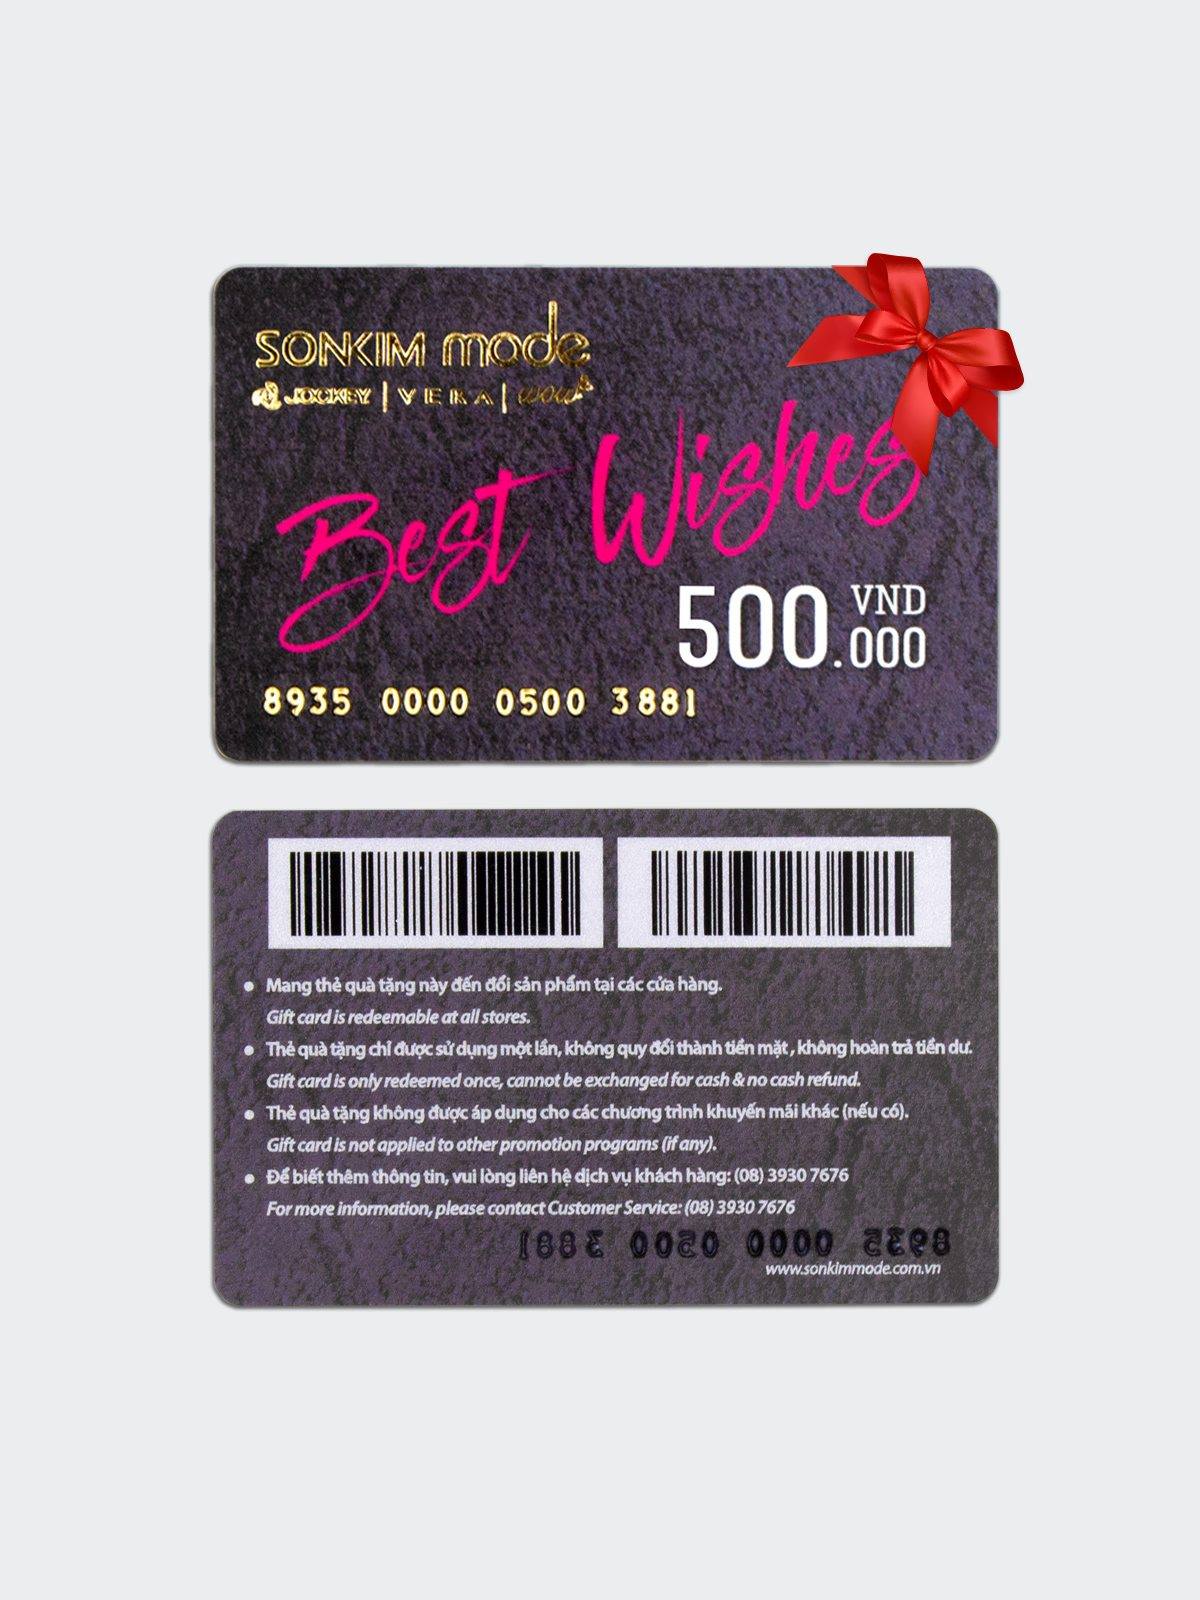 SONKIM mode
JOCKEY | VERA | wow
Best Wishes
500.000 VND
8935 0000 0500 3881
Mang thẻ quà tặng này đến đổi sản phẩm tại các cửa hàng.
Gift card is redeemable at all stores.
Thẻ quà tặng chỉ được sử dụng một lần, không quy đổi thành tiền mặt, không hoàn trả tiền dư.
Gift card is only redeemed once, cannot be exchanged for cash & no cash refund.
Thẻ quà tặng không được áp dụng cho các chương trình khuyến mãi khác (nếu có).
Gift card is not applied to other promotion programs (if any).
Để biết thêm thông tin, vui lòng liên hệ dịch vụ khách hàng: (08) 3930 7676
For more information, please contact Customer Service: (08) 3930 7676
8935 0000 0500 3881
www.sonkimmode.com.vn